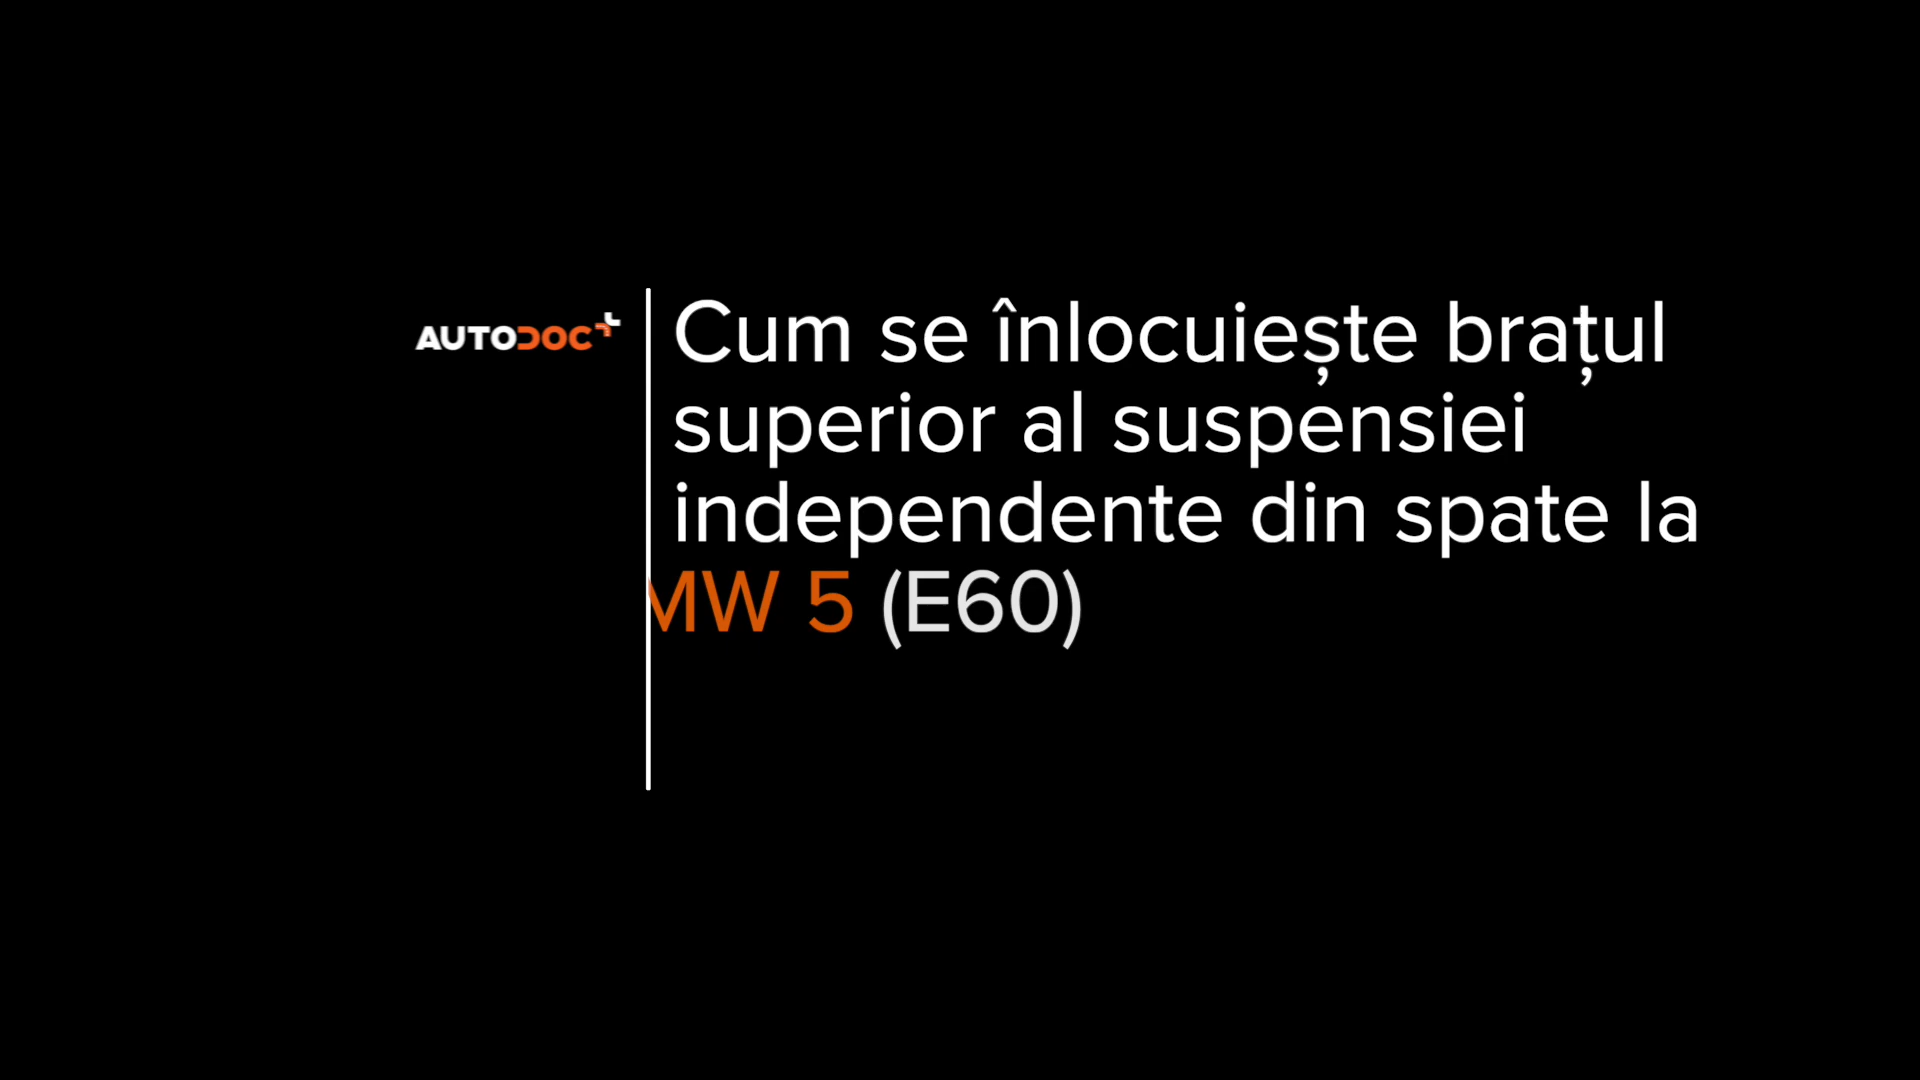 AUTODOC
Cum se înlocuiește brațul
superior al suspensiei
independente din spate la
MW 5 (E60)